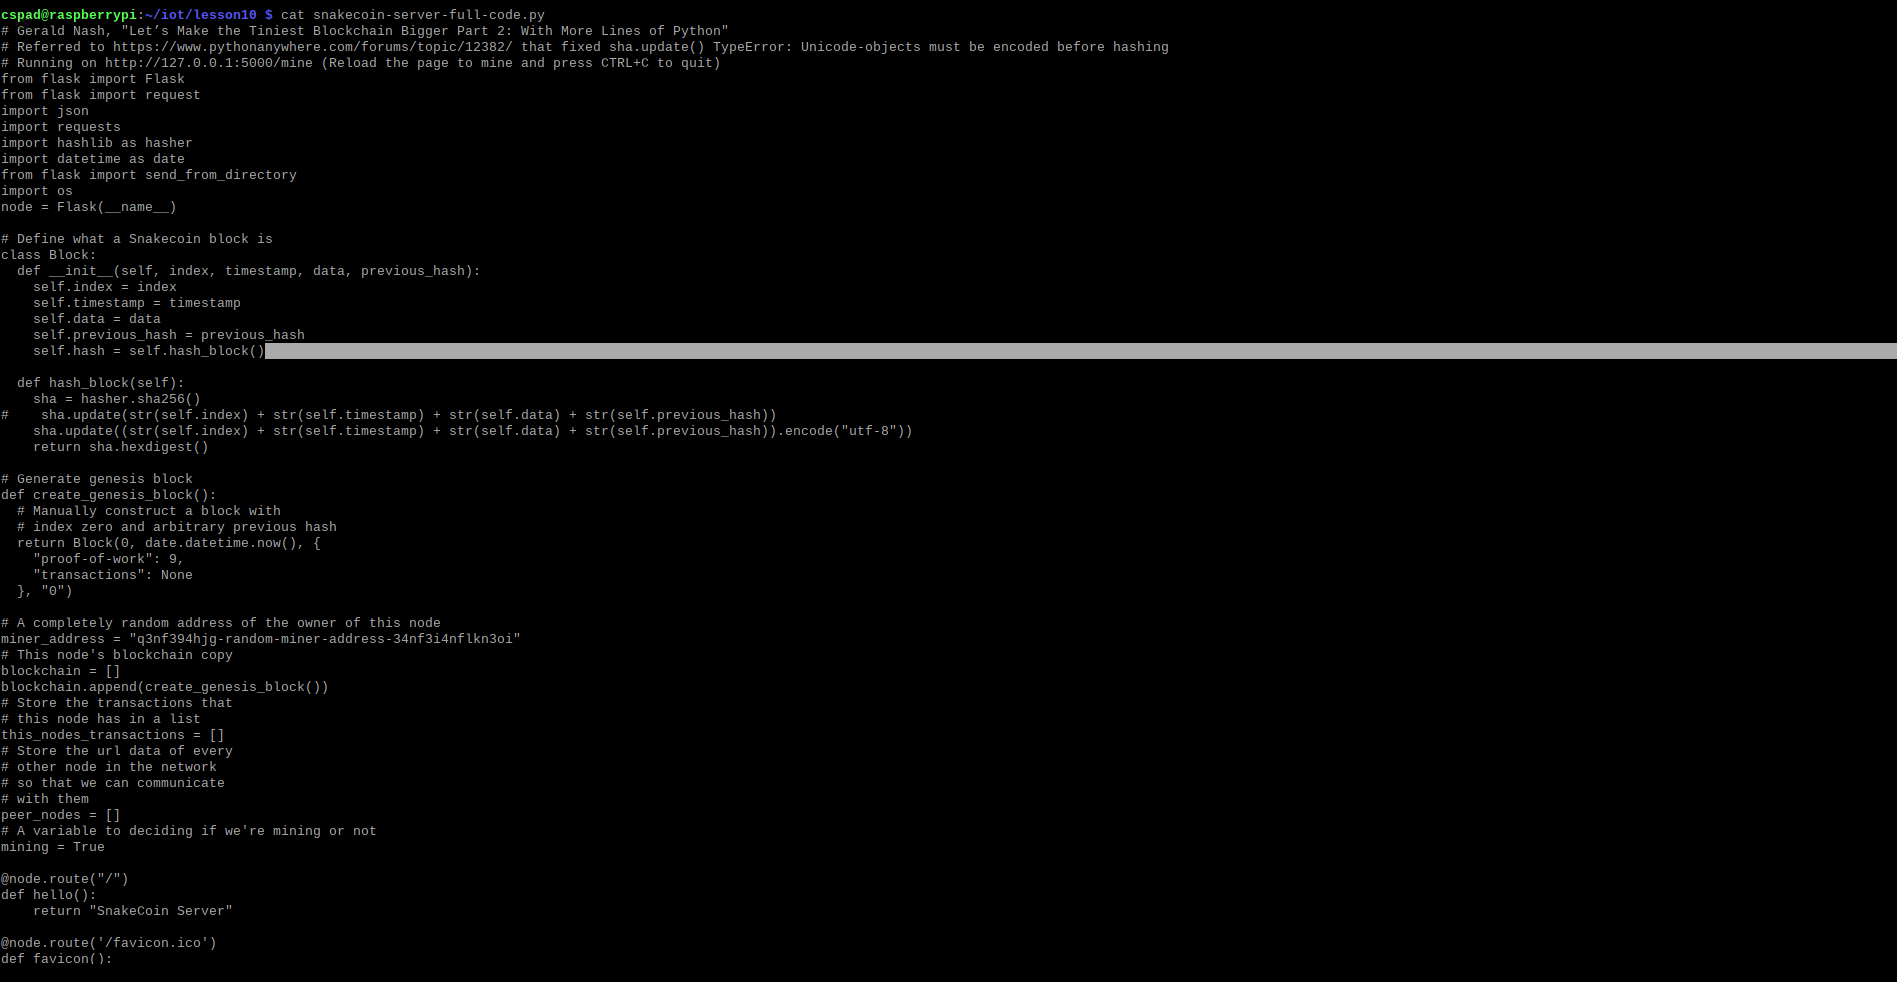 cspad@raspberrypi:~/iot/lesson10 $ cat snakecoin-server-full-code.py
# Gerald Nash, "Let’s Make the Tiniest Blockchain Bigger Part 2: With More Lines of Python"
# Referred to https://www.pythonanywhere.com/forums/topic/12382/ that fixed sha.update() TypeError: Unicode-objects must be encoded before hashing
# Running on http://127.0.0.1:5000/mine (Reload the page to mine and press CTRL+C to quit)
from flask import Flask
from flask import request
import json
import requests
import hashlib as hasher
import datetime as date
from flask import send_from_directory
import os
node = Flask(__name__)

# Define what a Snakecoin block is
class Block:
  def __init__(self, index, timestamp, data, previous_hash):
    self.index = index
    self.timestamp = timestamp
    self.data = data
    self.previous_hash = previous_hash
    self.hash = self.hash_block()

  def hash_block(self):
    sha = hasher.sha256()
#    sha.update(str(self.index) + str(self.timestamp) + str(self.data) + str(self.previous_hash))
    sha.update((str(self.index) + str(self.timestamp) + str(self.data) + str(self.previous_hash)).encode("utf-8"))
    return sha.hexdigest()

# Generate genesis block
def create_genesis_block():
  # Manually construct a block with
  # index zero and arbitrary previous hash
  return Block(0, date.datetime.now(), {
    "proof-of-work": 9,
    "transactions": None
  }, "0")

# A completely random address of the owner of this node
miner_address = "q3nf394hjg-random-miner-address-34nf3i4nflkn3oi"
# This node's blockchain copy
blockchain = []
blockchain.append(create_genesis_block())
# Store the transactions that
# this node has in a list
this_nodes_transactions = []
# Store the url data of every
# other node in the network
# so that we can communicate
# with them
peer_nodes = []
# A variable to deciding if we're mining or not
mining = True

@node.route("/")
def hello():
    return "SnakeCoin Server"

@node.route('/favicon.ico')
def favicon():